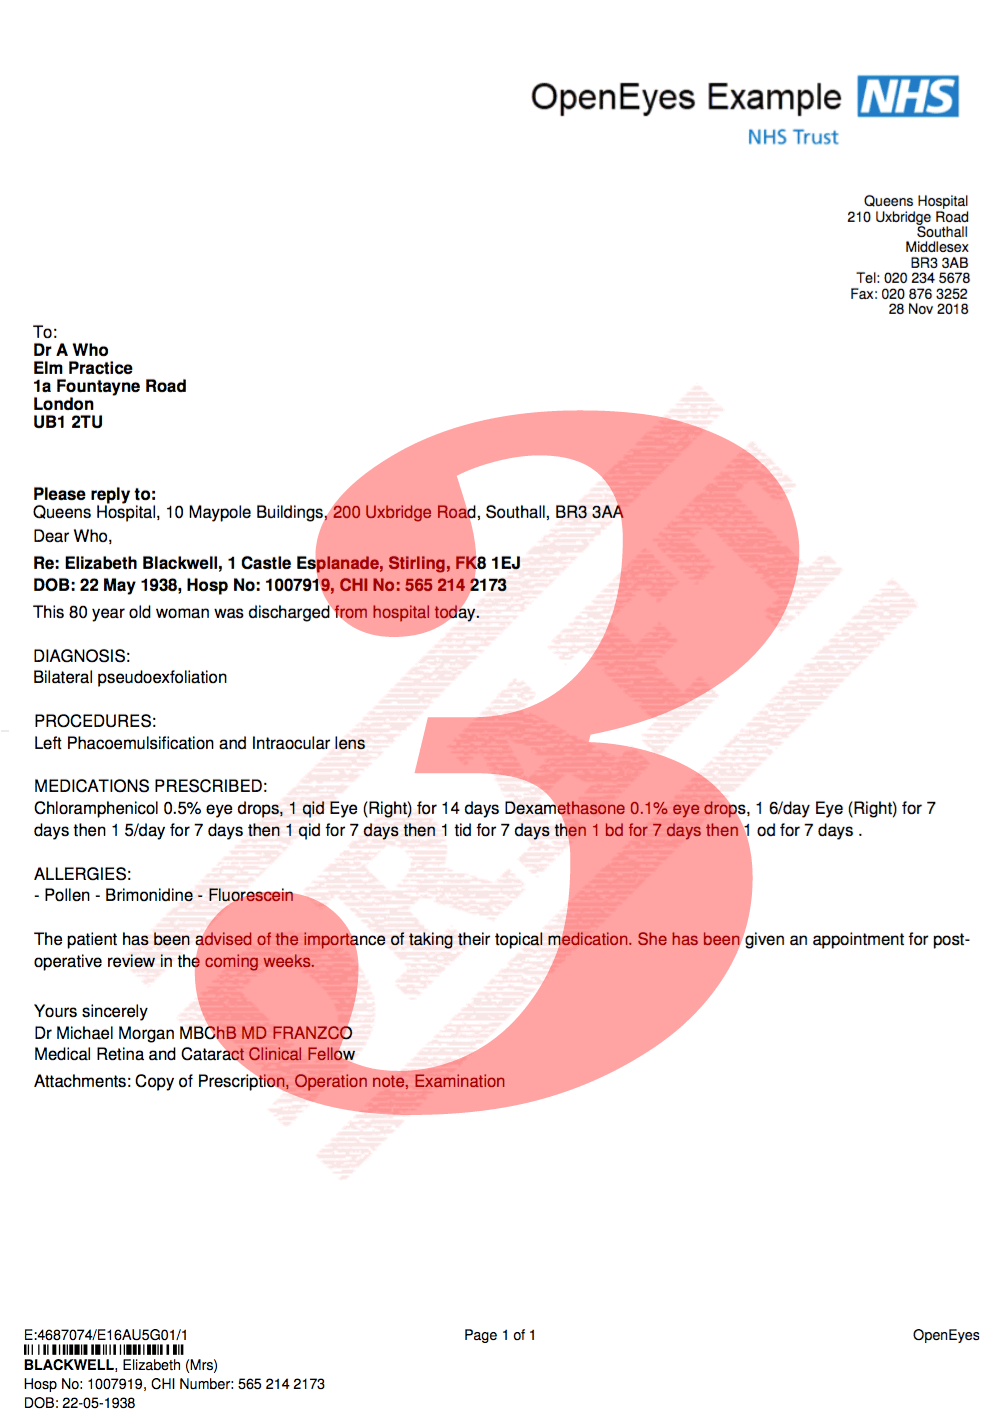 OpenEyes Example NHS
NHS Trust
Queens Hospital
210 Uxbridge Road
Southall
Middlesex
BR3 3AB
Tel: 020 234 5678
Fax: 020 876 3252
28 Nov 2018
To:
Dr A Who
Elm Practice
1a Fountayne Road
London
UB1 2TU
Please reply to:
Queens Hospital, 10 Maypole Buildings, 200 Uxbridge Road, Southall, BR3 3AA
Dear Who,
Re: Elizabeth Blackwell, 1 Castle Esplanade, Stirling, FK8 1EJ
DOB: 22 May 1938, Hosp No: 1007919, CHI No: 565 214 2173
This 80 year old woman was discharged from hospital today.
DIAGNOSIS:
Bilateral pseudoexfoliation
PROCEDURES:
Left Phacoemulsification and Intraocular lens
MEDICATIONS PRESCRIBED:
Chloramphenicol 0.5% eye drops, 1 qid Eye (Right) for 14 days Dexamethasone 0.1% eye drops, 1 6/day Eye (Right) for 7
days then 1 5/day for 7 days then 1 qid for 7 days then 1 tid for 7 days then 1 bd for 7 days then 1 od for 7 days .
ALLERGIES:
- Pollen - Brimonidine - Fluorescein
The patient has been advised of the importance of taking their topical medication. She has been given an appointment for post-
operative review in the coming weeks.
Yours sincerely
Dr Michael Morgan MBChB MD FRANZCO
Medical Retina and Cataract Clinical Fellow
Attachments: Copy of Prescription, Operation note, Examination
DRAFT
3
E:4687074/E16AU5G01/1 Page 1 of 1 OpenEyes
BLACKWELL, Elizabeth (Mrs)
Hosp No: 1007919, CHI Number: 565 214 2173
DOB: 22-05-1938